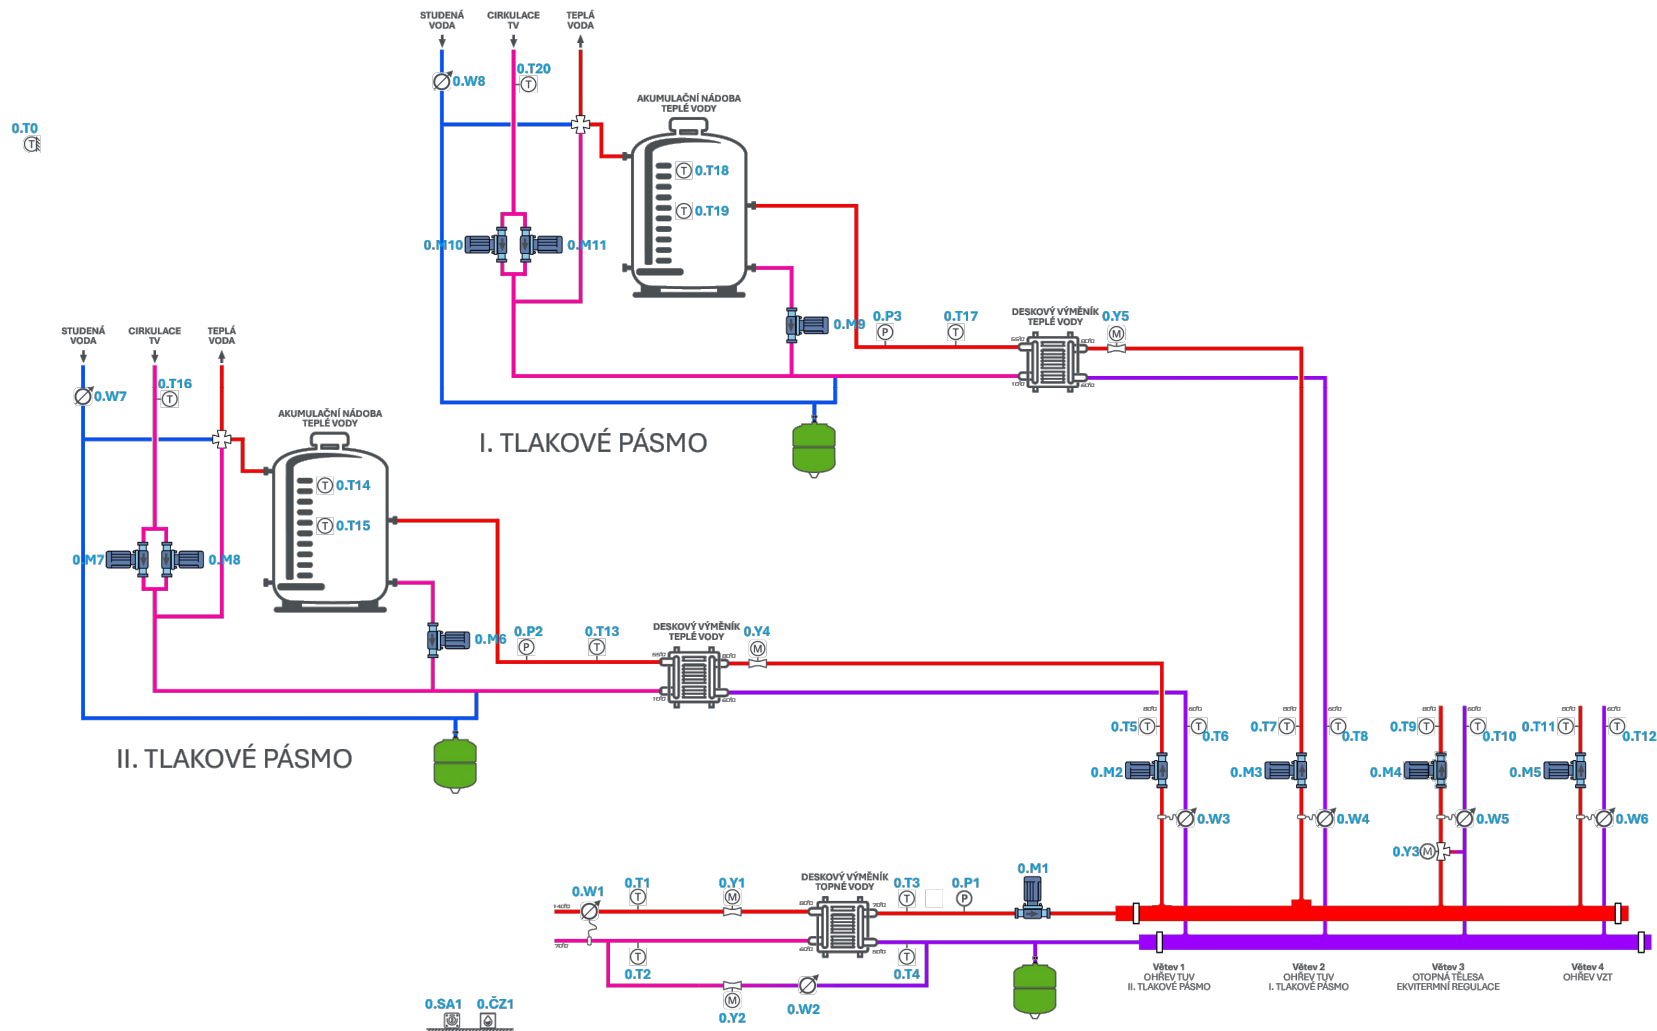 STUDENÁ
VODA
CIRKULACE
TV
TEPLÁ
VODA
0.W8
0.T20
AKUMULAČNÍ NÁDOBA
TEPLÉ VODY
0.T0
0.T18
0.T19
0.M10
0.M11
0.M9
0.P3
0.T17
DESKOVÝ VÝMĚNÍK
TEPLÉ VODY
0.Y5
I. TLAKOVÉ PÁSMO
STUDENÁ
VODA
CIRKULACE
TV
TEPLÁ
VODA
0.W7
0.T16
AKUMULAČNÍ NÁDOBA
TEPLÉ VODY
0.T14
0.T15
0.M7
0.M8
0.M6
0.P2
0.T13
DESKOVÝ VÝMĚNÍK
TEPLÉ VODY
0.Y4
II. TLAKOVÉ PÁSMO
0.T5
0.T6
0.T7
0.T8
0.T9
0.T10
0.T11
0.T12
0.M2
0.M3
0.M4
0.M5
0.W3
0.W4
0.W5
0.W6
0.Y3
0.W1
0.T1
0.Y1
DESKOVÝ VÝMĚNÍK
TOPNÉ VODY
0.T3
0.P1
0.M1
0.T2
0.T4
0.Y2
0.W2
Větev 1
OHŘEV TUV
II. TLAKOVÉ PÁSMO
Větev 2
OHŘEV TUV
I. TLAKOVÉ PÁSMO
Větev 3
OTOPNÁ TĚLESA
EKVITERMNÍ REGULACE
Větev 4
OHŘEV VZT
0.SA1
0.ČZ1